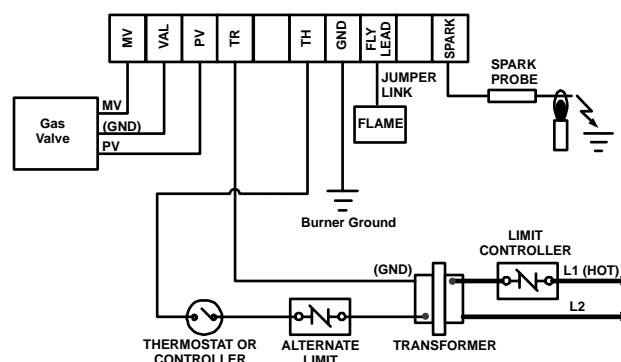 MV
VAL
PV
TR
TH
GND
FLY
LEAD
SPARK
JUMPER
LINK
SPARK
PROBE
FLAME
Gas
Valve
MV
(GND)
PV
Burner Ground
LIMIT
CONTROLLER
(GND)
L1 (HOT)
L2
THERMOSTAT OR
CONTROLLER
ALTERNATE
LIMIT
TRANSFORMER